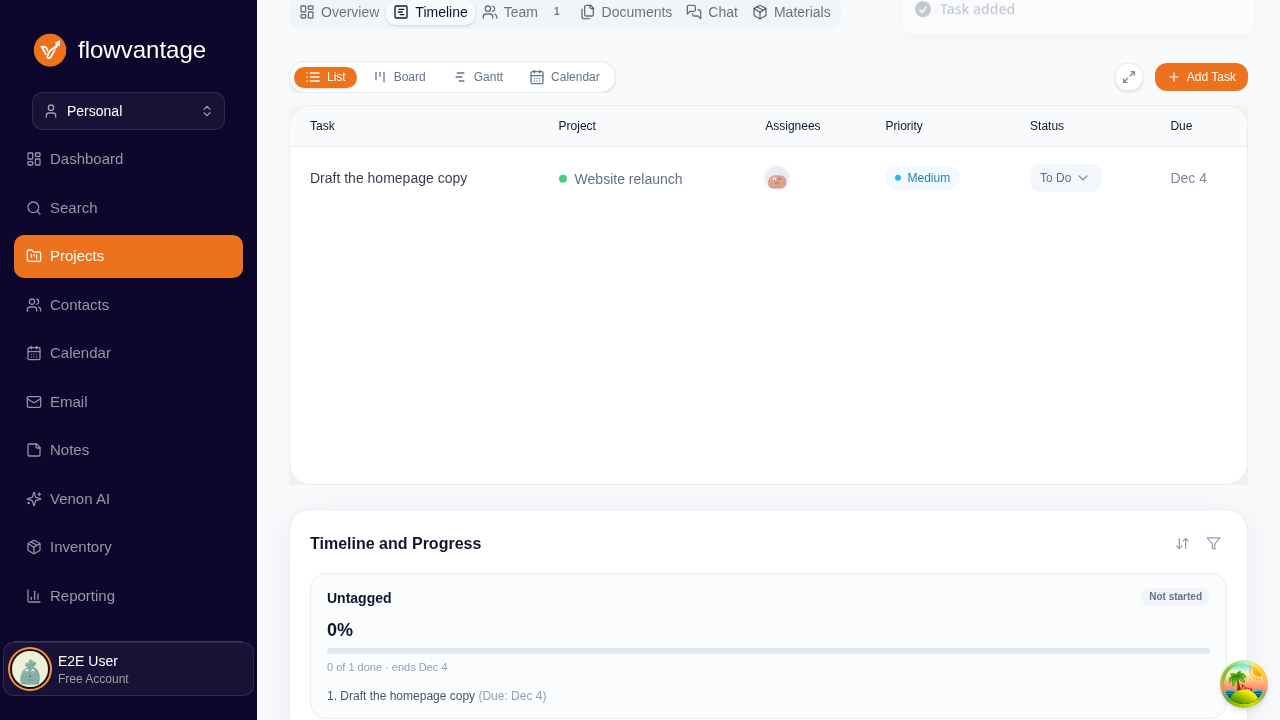 flowvantage
Personal
Dashboard
Search
Projects
Contacts
Calendar
Email
Notes
Venon AI
Inventory
Reporting
E2E User
Free Account
Overview Timeline Team 1 Documents Chat Materials
Task added
List Board Gantt Calendar
Add Task
Task Project Assignees Priority Status Due
Draft the homepage copy Website relaunch Medium To Do Dec 4
Timeline and Progress
Untagged Not started
0%
0 of 1 done · ends Dec 4
1. Draft the homepage copy (Due: Dec 4)